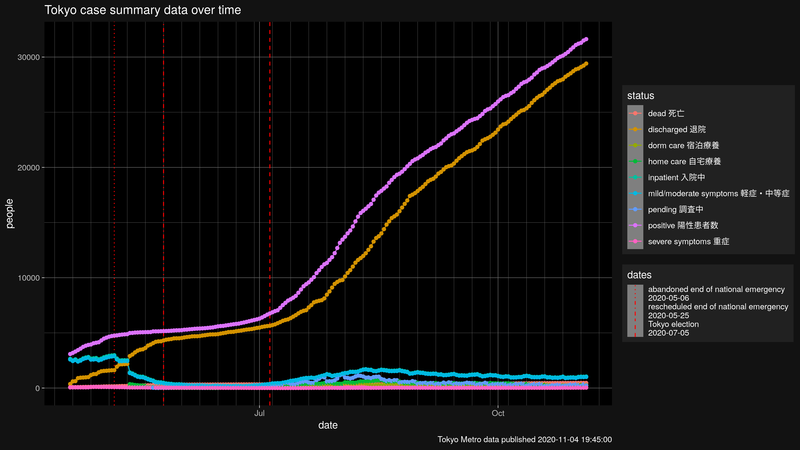 Tokyo case summary data over time
people
30000
20000
10000
0
Jul
Oct
date
Tokyo Metro data published 2020-11-04 19:45:00
status
dead 死亡
discharged 退院
dorm care 宿泊療養
home care 自宅療養
inpatient 入院中
mild/moderate symptoms 軽症・中等症
pending 調査中
positive 陽性患者数
severe symptoms 重症
dates
abandoned end of national emergency
2020-05-06
rescheduled end of national emergency
2020-05-25
Tokyo election
2020-07-05